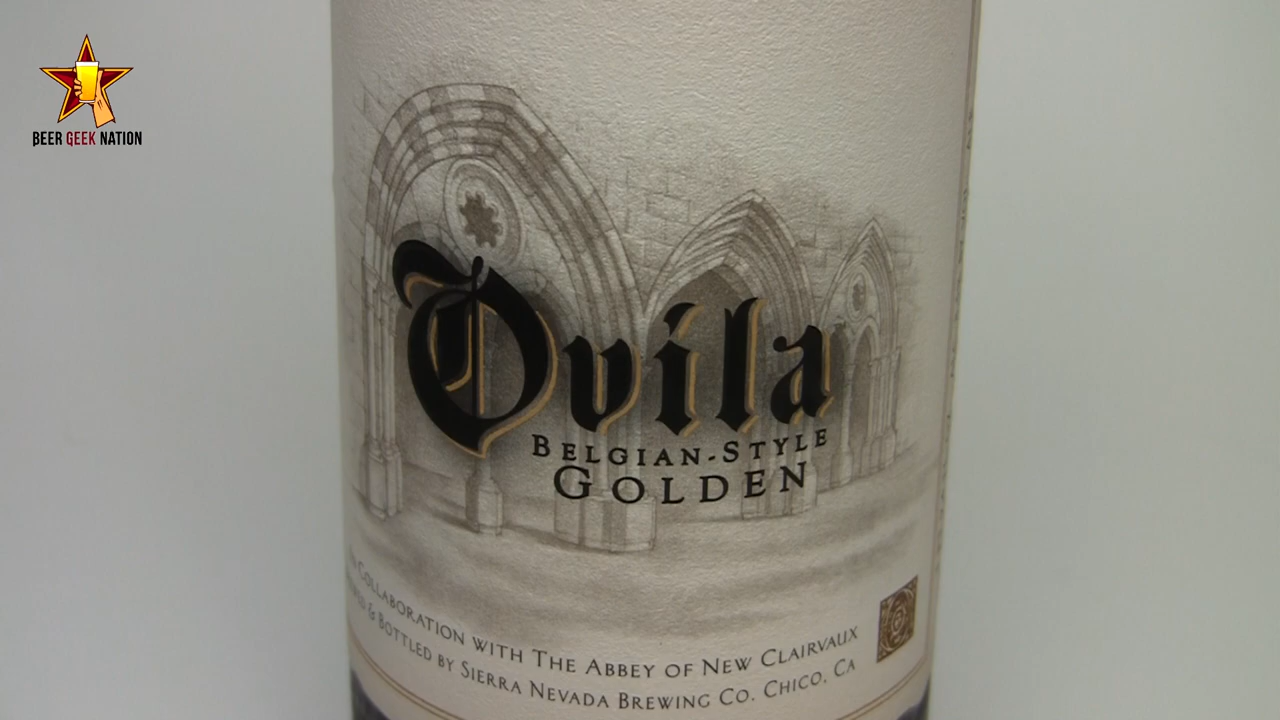 BEER GEEK NATION
Ovila
BELGIAN-STYLE
GOLDEN
COLLABORATION WITH THE ABBEY OF NEW CLAIRVAUX
& BOTTLED BY SIERRA NEVADA BREWING CO. CHICO, CA